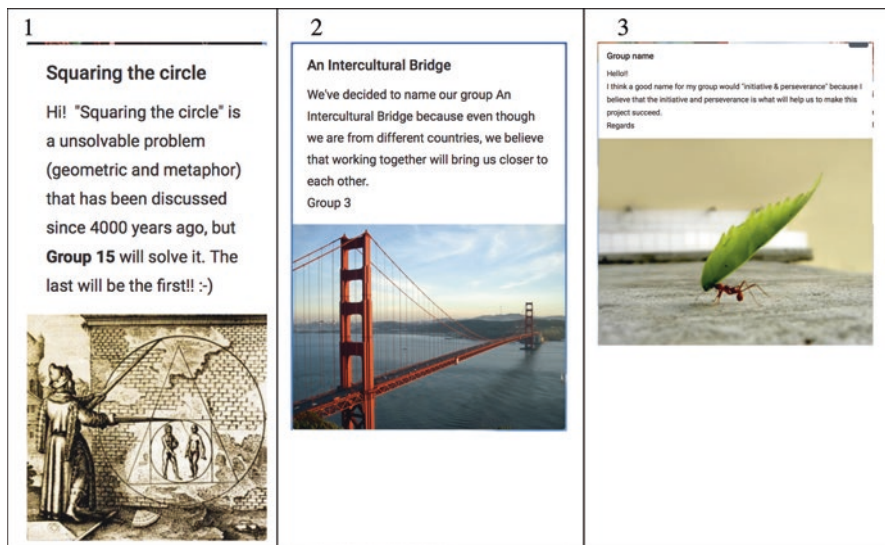 1
Squaring the circle
Hi! "Squaring the circle" is
a unsolvable problem
(geometric and metaphor)
that has been discussed
since 4000 years ago, but
Group 15 will solve it. The
last will be the first!! :-)
2
An Intercultural Bridge
We've decided to name our group An
Intercultural Bridge because even though
we are from different countries, we believe
that working together will bring us closer to
each other.
Group 3
3
Group name
Hello!!
I think a good name for my group would "initiative & perseverance" because I
believe that the initiative and perseverance is what will help us to make this
project succeed.
Regards